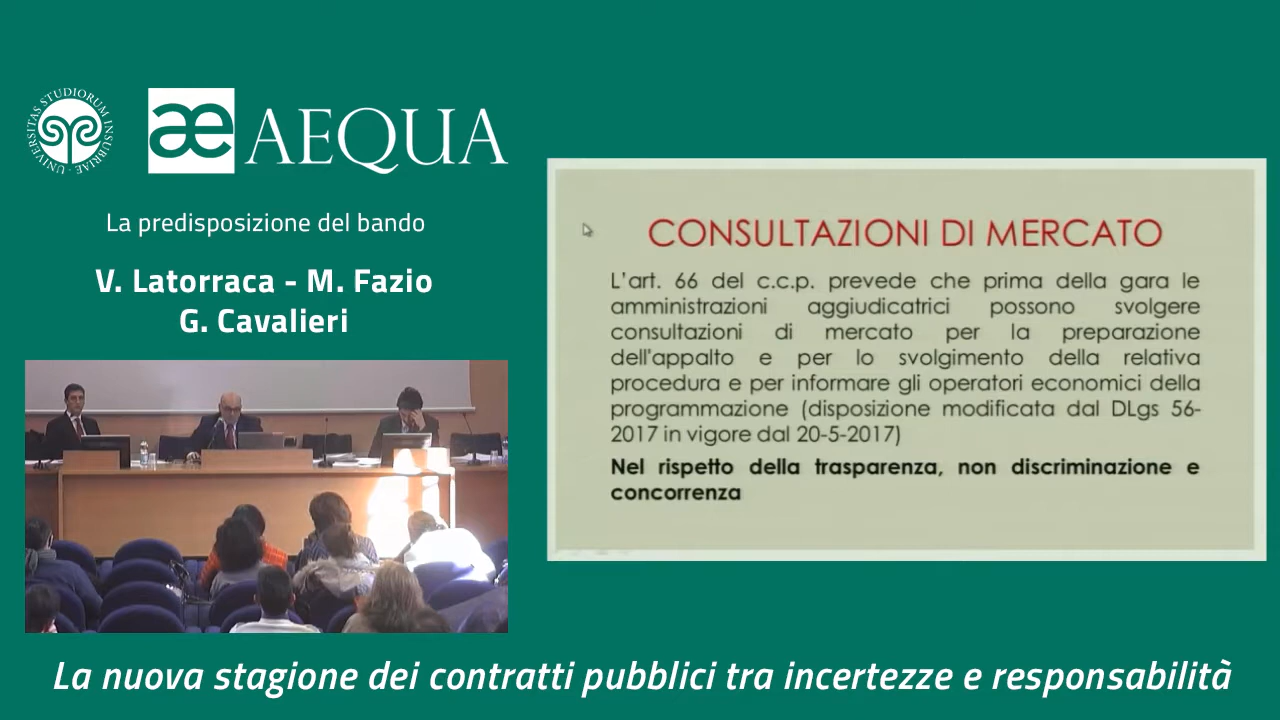 UNIVERSITAS STUDIORUM INSUBRIAE
æ AEQUA
La predisposizione del bando
V. Latorraca - M. Fazio
G. Cavalieri
CONSULTAZIONI DI MERCATO
L'art. 66 del c.c.p. prevede che prima della gara le
amministrazioni aggiudicatrici possono svolgere
consultazioni di mercato per la preparazione
dell'appalto e per lo svolgimento della relativa
procedura e per informare gli operatori economici della
programmazione (disposizione modificata dal DLgs 56-
2017 in vigore dal 20-5-2017)
Nel rispetto della trasparenza, non discriminazione e
concorrenza
La nuova stagione dei contratti pubblici tra incertezze e responsabilità